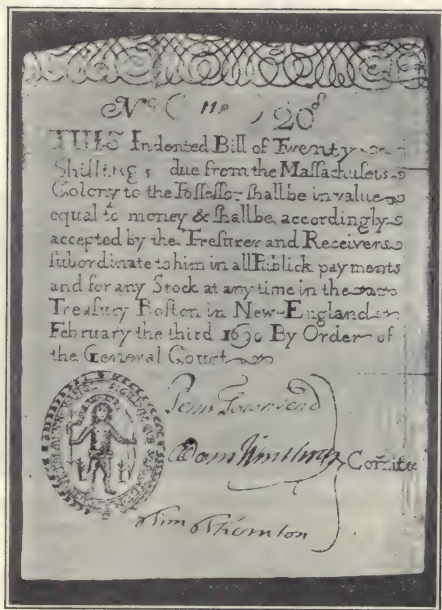 No 20s
THIS Indented Bill of Twenty
Shillings due from the Massachusets
Colony to the Possessor shall be in value
equal to money & shall be accordingly
accepted by the Tresurer and Receivers
subordinate to him in all Publick payments
and for any Stock at any time in the
Treasury Boston in New-England
February the third 1690 By Order of
the General Court
Penn Townsend
Adam Winthrop Comitee
Tim Thornton